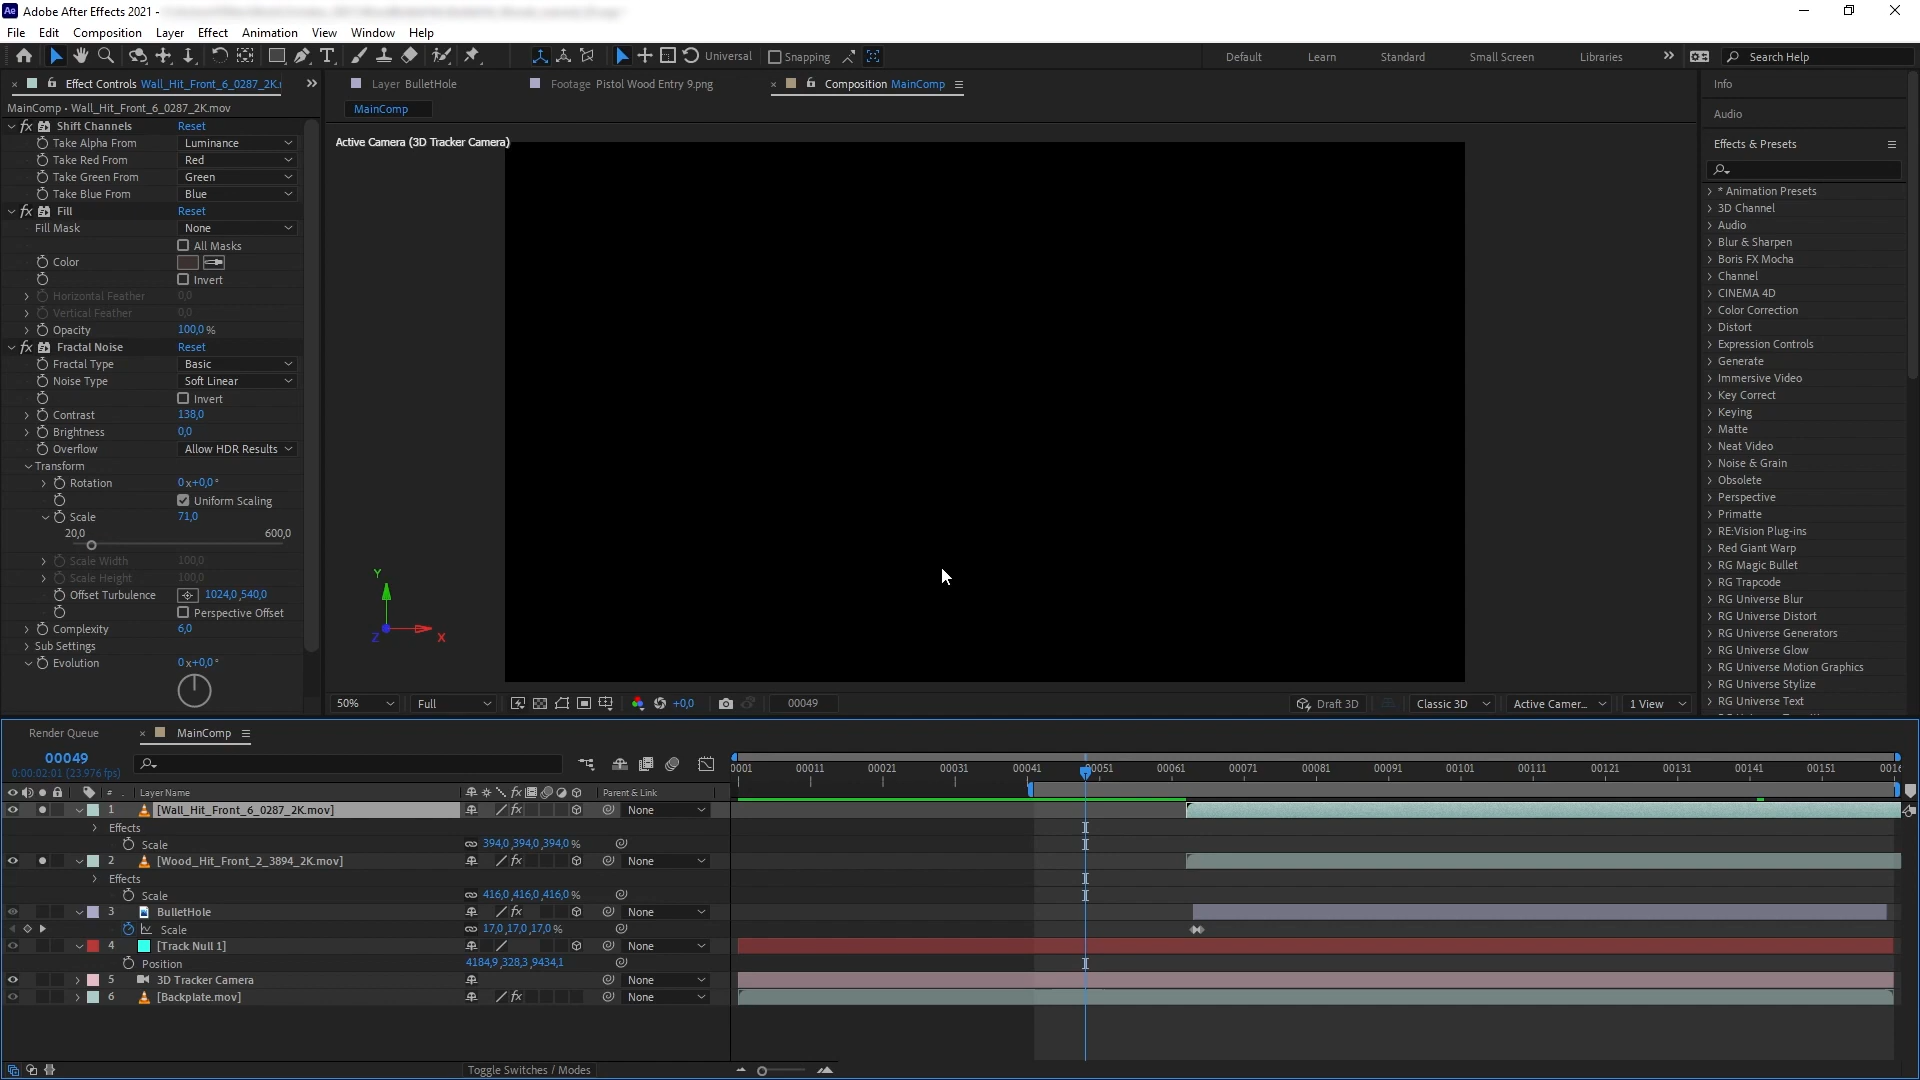 Adobe After Effects 2021 -
File Edit Composition Layer Effect Animation View Window Help
Universal Snapping Default Learn Standard Small Screen Libraries Search Help
Effect Controls Wall_Hit_Front_6_0287_2K.
Layer BulletHole
Footage Pistol Wood Entry 9.png
Composition MainComp
MainComp • Wall_Hit_Front_6_0287_2K.mov
MainComp
fx Shift Channels Reset
Take Alpha From Luminance
Take Red From Red
Take Green From Green
Take Blue From Blue
fx Fill Reset
Fill Mask None
All Masks
Color
Invert
Horizontal Feather 0,0
Vertical Feather 0,0
Opacity 100,0 %
fx Fractal Noise Reset
Fractal Type Basic
Noise Type Soft Linear
Invert
Contrast 138,0
Brightness 0,0
Overflow Allow HDR Results
Transform
Rotation 0x+0,0°
Uniform Scaling
Scale 71,0
20,0 600,0
Scale Width 100,0
Scale Height 100,0
Offset Turbulence 1024,0,540,0
Perspective Offset
Complexity 6,0
Sub Settings
Evolution 0x+0,0°
Active Camera (3D Tracker Camera)
Y
Z X
50% Full +0,0 00049 Draft 3D Classic 3D Active Camer... 1 View
Info
Audio
Effects & Presets
* Animation Presets
3D Channel
Audio
Blur & Sharpen
Boris FX Mocha
Channel
CINEMA 4D
Color Correction
Distort
Expression Controls
Generate
Immersive Video
Key Correct
Keying
Matte
Neat Video
Noise & Grain
Obsolete
Perspective
Primatte
RE:Vision Plug-ins
Red Giant Warp
RG Magic Bullet
RG Trapcode
RG Universe Blur
RG Universe Distort
RG Universe Generators
RG Universe Glow
RG Universe Motion Graphics
RG Universe Stylize
RG Universe Text
Render Queue MainComp
00049
0:00:02:01 (23.976 fps)
0001 00011 00021 00031 00041 00051 00061 00071 00081 00091 00101 00111 00121 00131 00141 00151 0016
# Layer Name fx Parent & Link
1 [Wall_Hit_Front_6_0287_2K.mov] fx None
Effects
Scale 394,0,394,0,394,0 %
2 [Wood_Hit_Front_2_3894_2K.mov] fx None
Effects
Scale 416,0,416,0,416,0 %
3 BulletHole fx None
Scale 17,0,17,0,17,0 %
4 [Track Null 1] None
Position 4184,9,328,3,9434,1
5 3D Tracker Camera None
6 [Backplate.mov] fx None
Toggle Switches / Modes